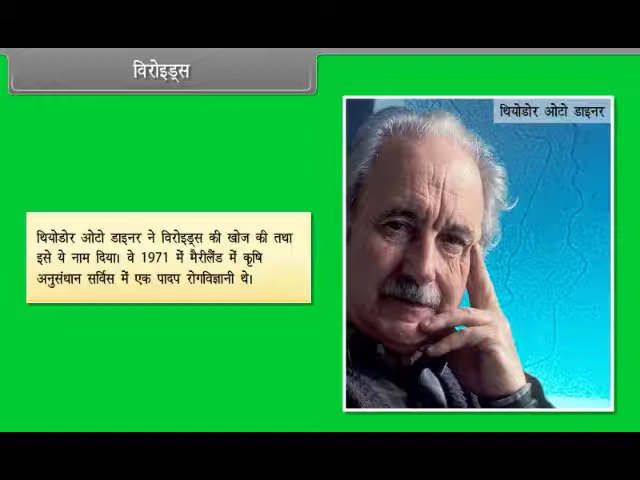 विरोइड्स
थियोडोर ओटो डाइनर
थियोडोर ओटो डाइनर ने विरोइड्स की खोज की तथा
इसे ये नाम दिया। वे 1971 में मैरीलैंड में कृषि
अनुसंधान सर्विस में एक पादप रोगविज्ञानी थे।